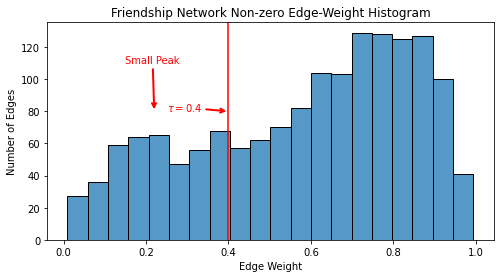 Friendship Network Non-zero Edge-Weight Histogram
Number of Edges
120
100
80
60
40
20
0
Small Peak
τ = 0.4
0.0 0.2 0.4 0.6 0.8 1.0
Edge Weight